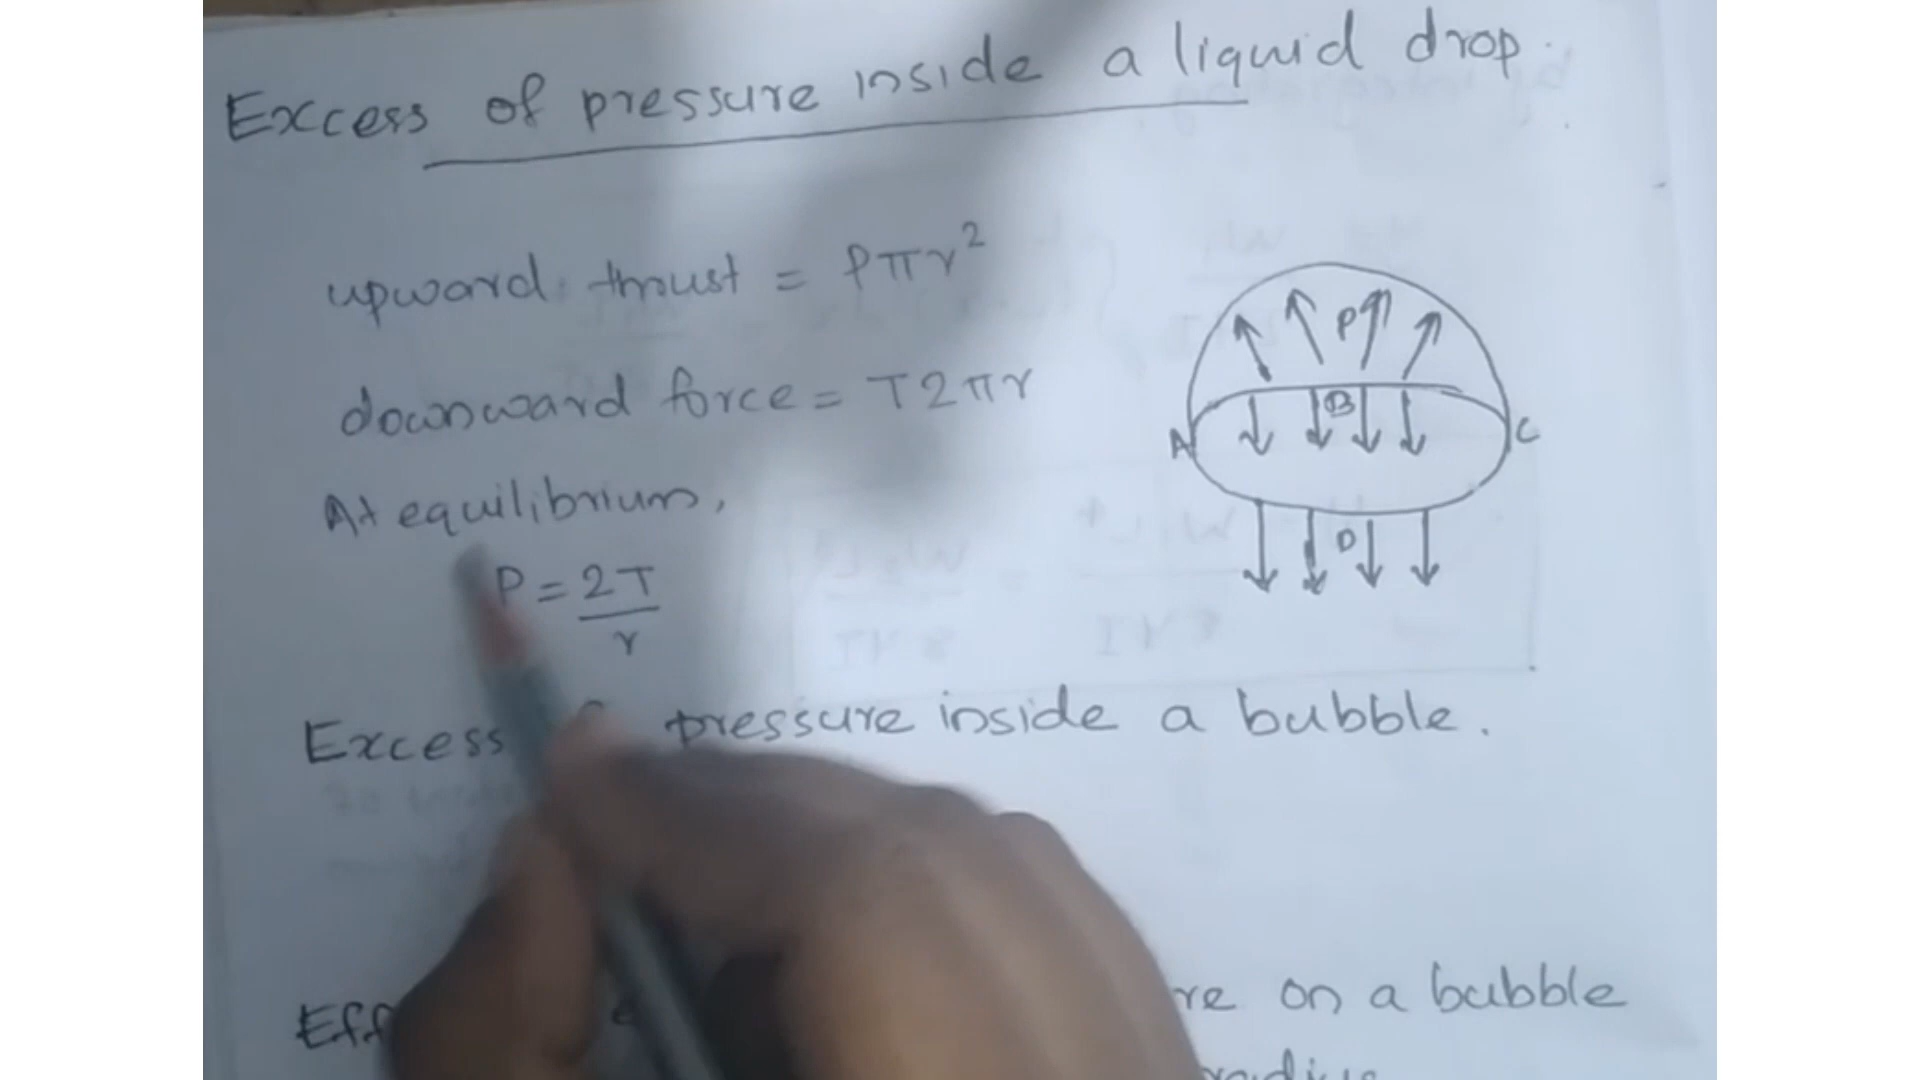 Excess of pressure inside a liquid drop.
upward thrust = Pπr²
downward force = T2πr
At equilibrium,
P = 2T
r
P
B
A
C
D
Excess pressure inside a bubble.
on a bubble
radius